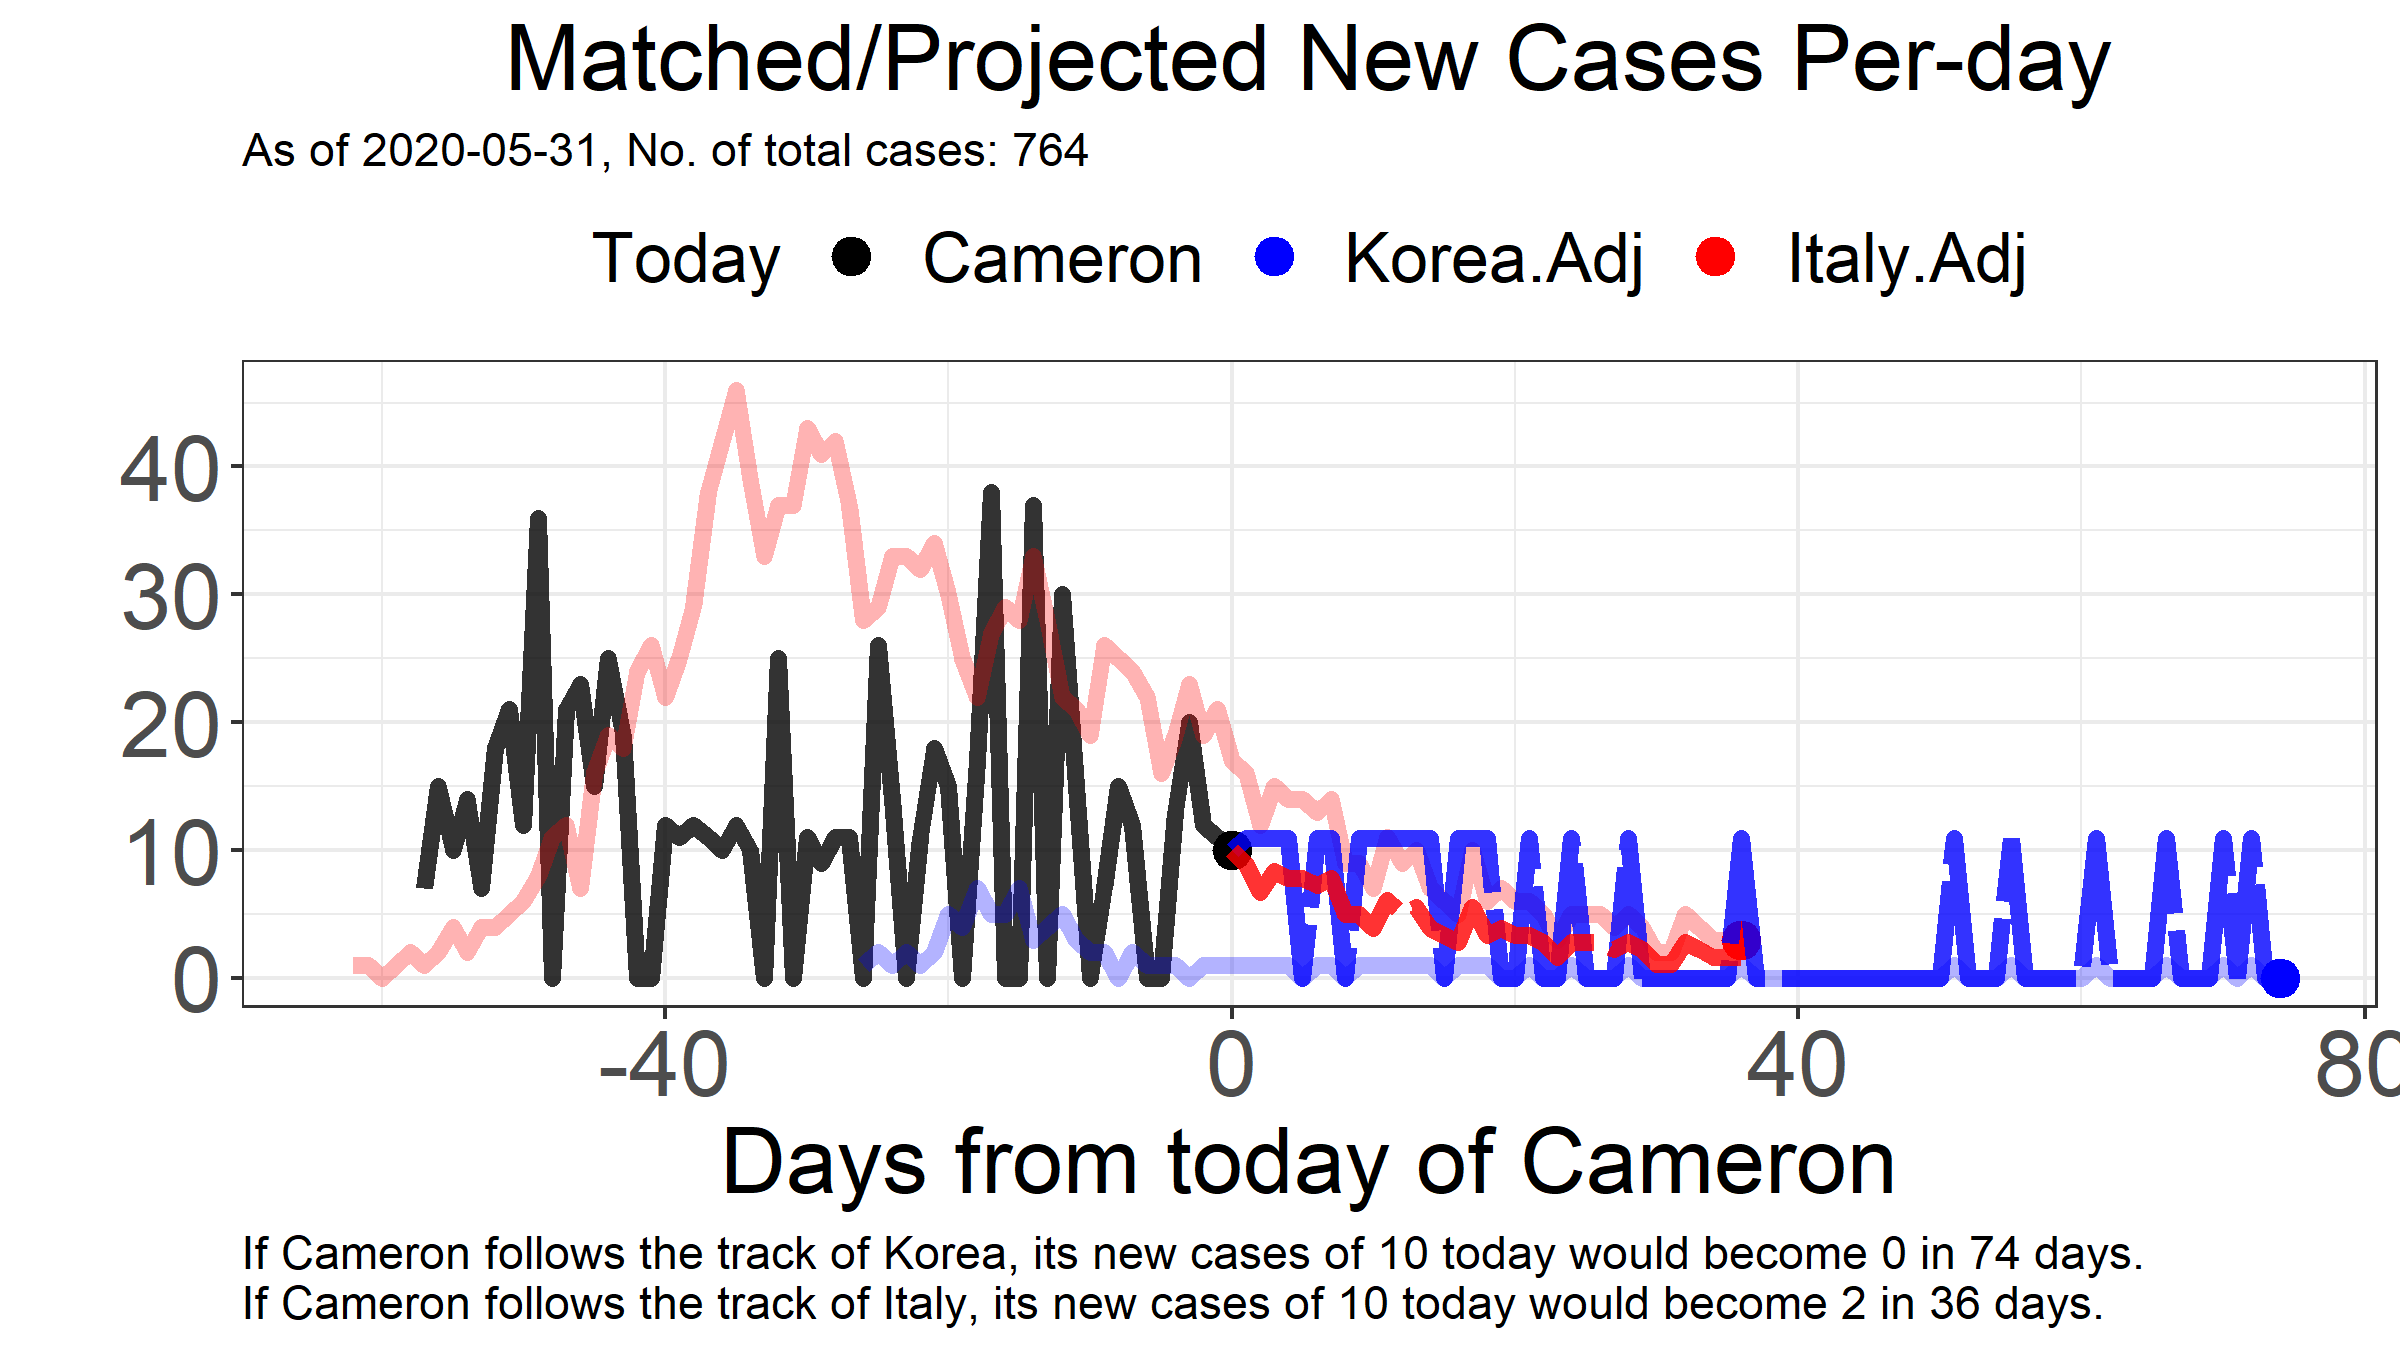 Matched/Projected New Cases Per-day
As of 2020-05-31, No. of total cases: 764
Today Cameron Korea.Adj Italy.Adj
40
30
20
10
0
-40 0 40 80
Days from today of Cameron
If Cameron follows the track of Korea, its new cases of 10 today would become 0 in 74 days.
If Cameron follows the track of Italy, its new cases of 10 today would become 2 in 36 days.